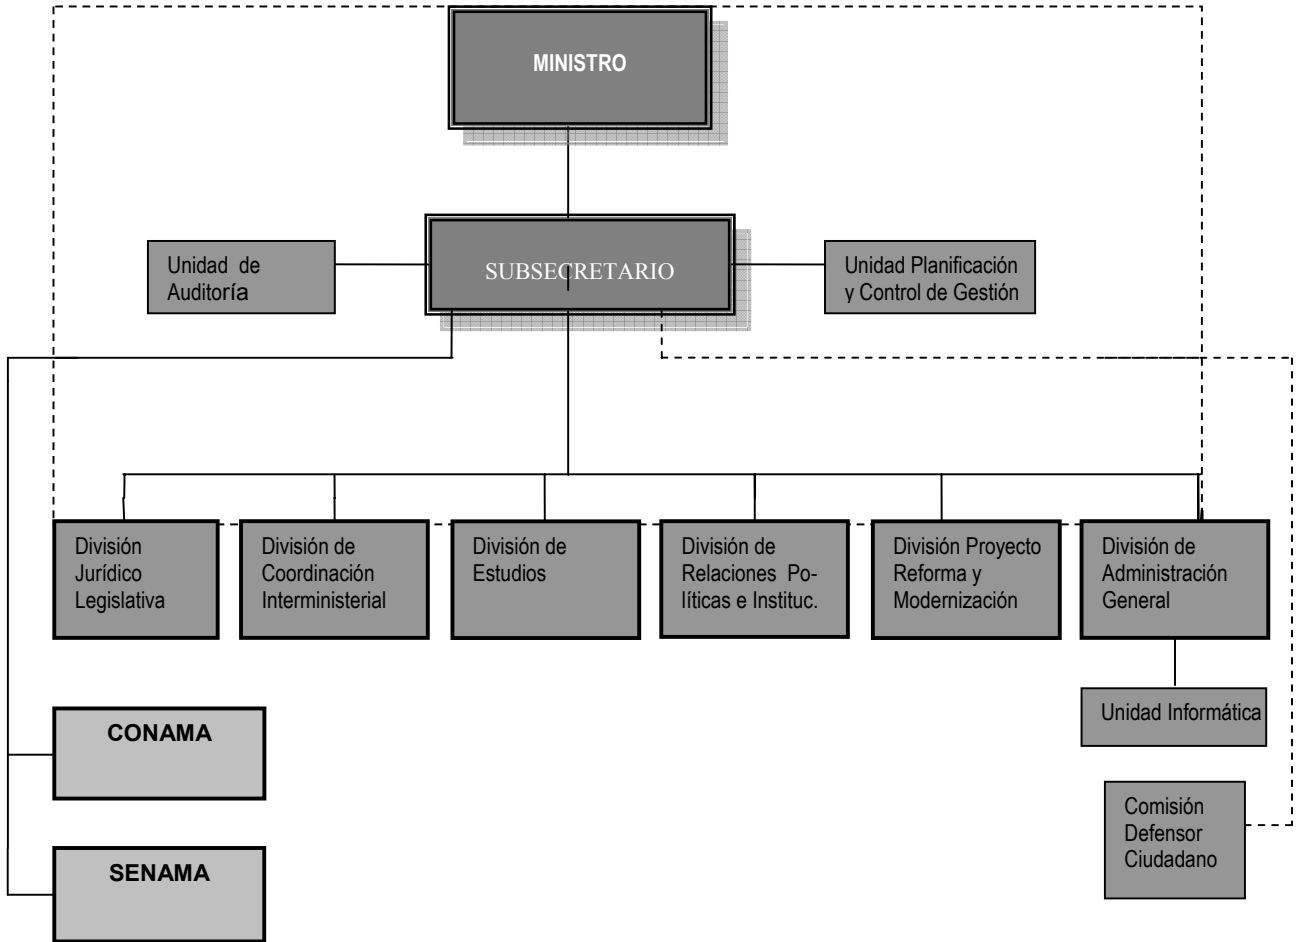 MINISTRO
SUBSECRETARIO
Unidad de
Auditoría
Unidad Planificación
y Control de Gestión
División
Jurídico
Legislativa
División de
Coordinación
Interministerial
División de
Estudios
División de
Relaciones Po-
líticas e Instituc.
División Proyecto
Reforma y
Modernización
División de
Administración
General
Unidad Informática
CONAMA
Comisión
Defensor
Ciudadano
SENAMA